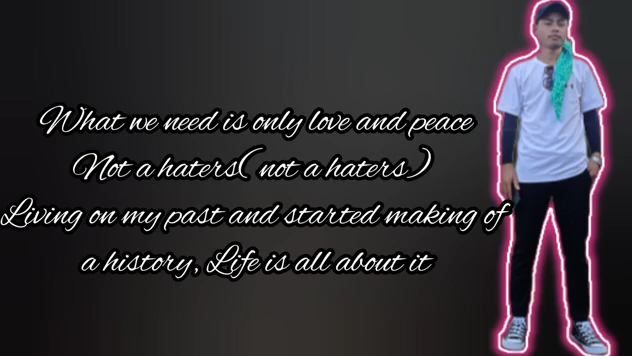 What we need is only love and peace
Not a haters( not a haters )
Living on my past and started making of
a history, Life is all about it